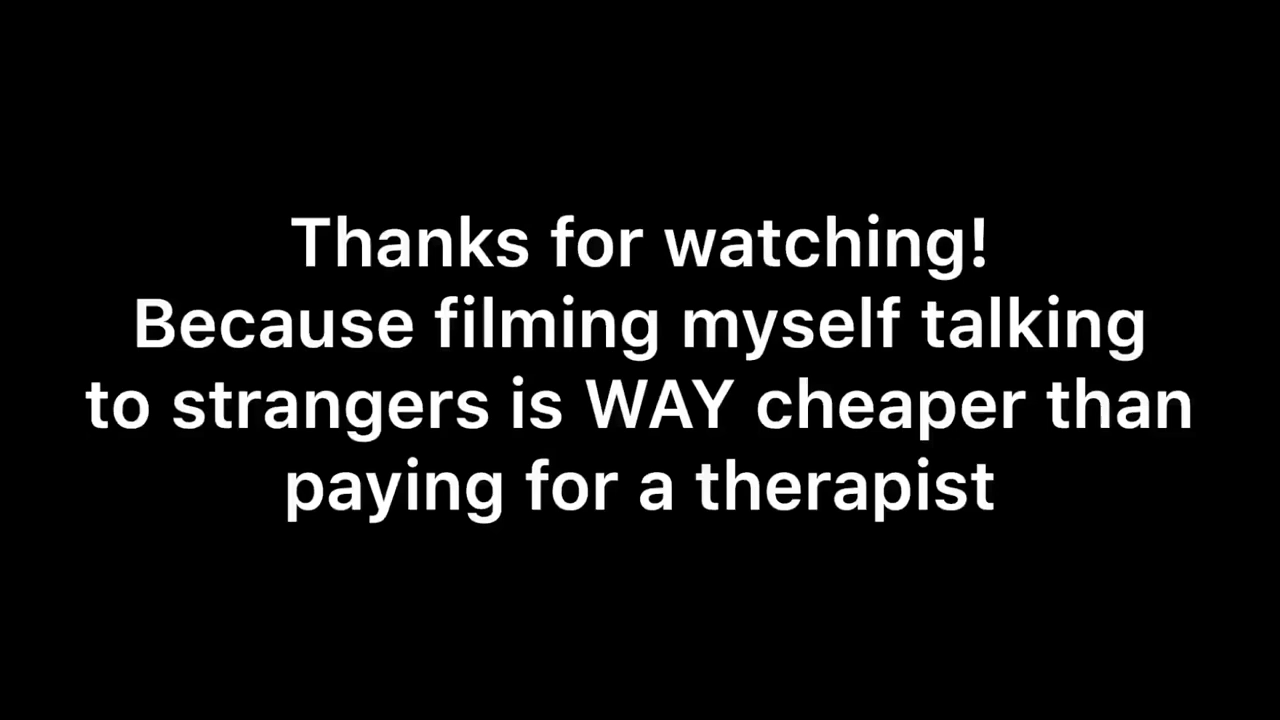 Thanks for watching!
Because filming myself talking
to strangers is WAY cheaper than
paying for a therapist